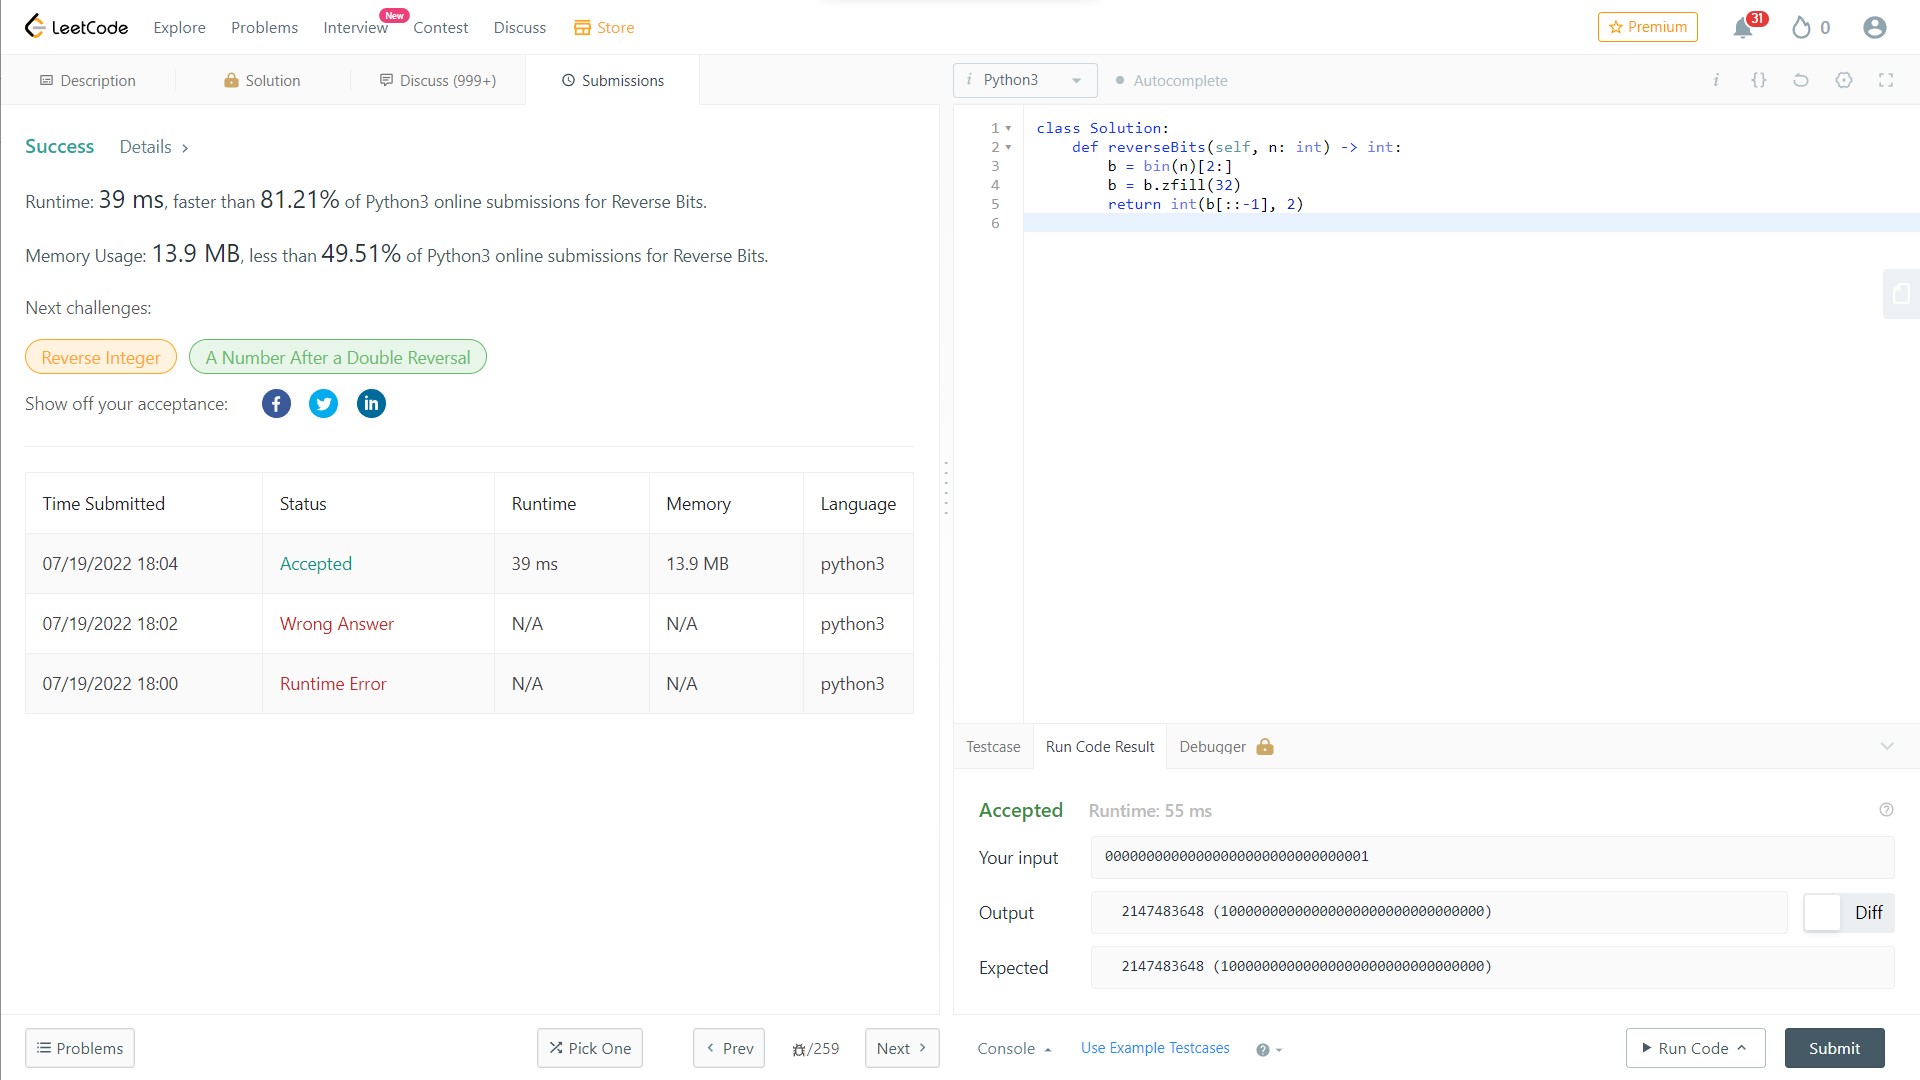 LeetCode
Explore
Problems
Interview
New
Contest
Discuss
Store
Premium
31
0
Description
Solution
Discuss (999+)
Submissions
i Python3
Autocomplete
i
{}
Success
Details
Runtime: 39 ms, faster than 81.21% of Python3 online submissions for Reverse Bits.
Memory Usage: 13.9 MB, less than 49.51% of Python3 online submissions for Reverse Bits.
Next challenges:
Reverse Integer
A Number After a Double Reversal
Show off your acceptance:
Time Submitted Status Runtime Memory Language
07/19/2022 18:04 Accepted 39 ms 13.9 MB python3
07/19/2022 18:02 Wrong Answer N/A N/A python3
07/19/2022 18:00 Runtime Error N/A N/A python3
1 class Solution:
2 def reverseBits(self, n: int) -> int:
3 b = bin(n)[2:]
4 b = b.zfill(32)
5 return int(b[::-1], 2)
6
Testcase
Run Code Result
Debugger
Accepted
Runtime: 55 ms
Your input
00000000000000000000000000000001
Output
2147483648 (10000000000000000000000000000000)
Diff
Expected
2147483648 (10000000000000000000000000000000)
Problems
Pick One
Prev
/259
Next
Console
Use Example Testcases
Run Code
Submit